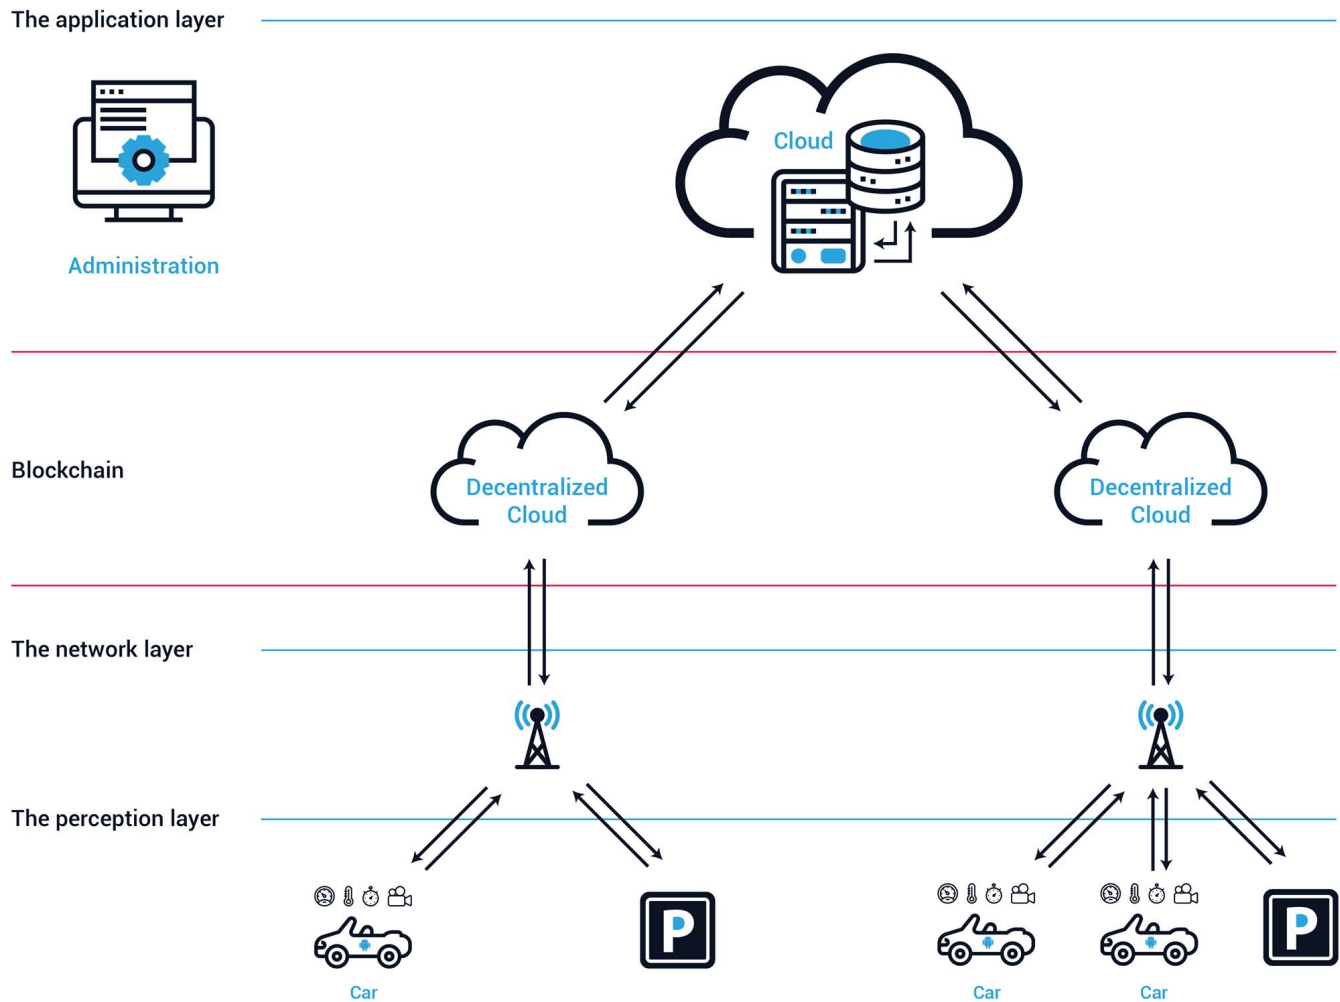 The application layer
Cloud
Administration
Blockchain
Decentralized
Cloud
Decentralized
Cloud
The network layer
The perception layer
P
P
Car
Car
Car